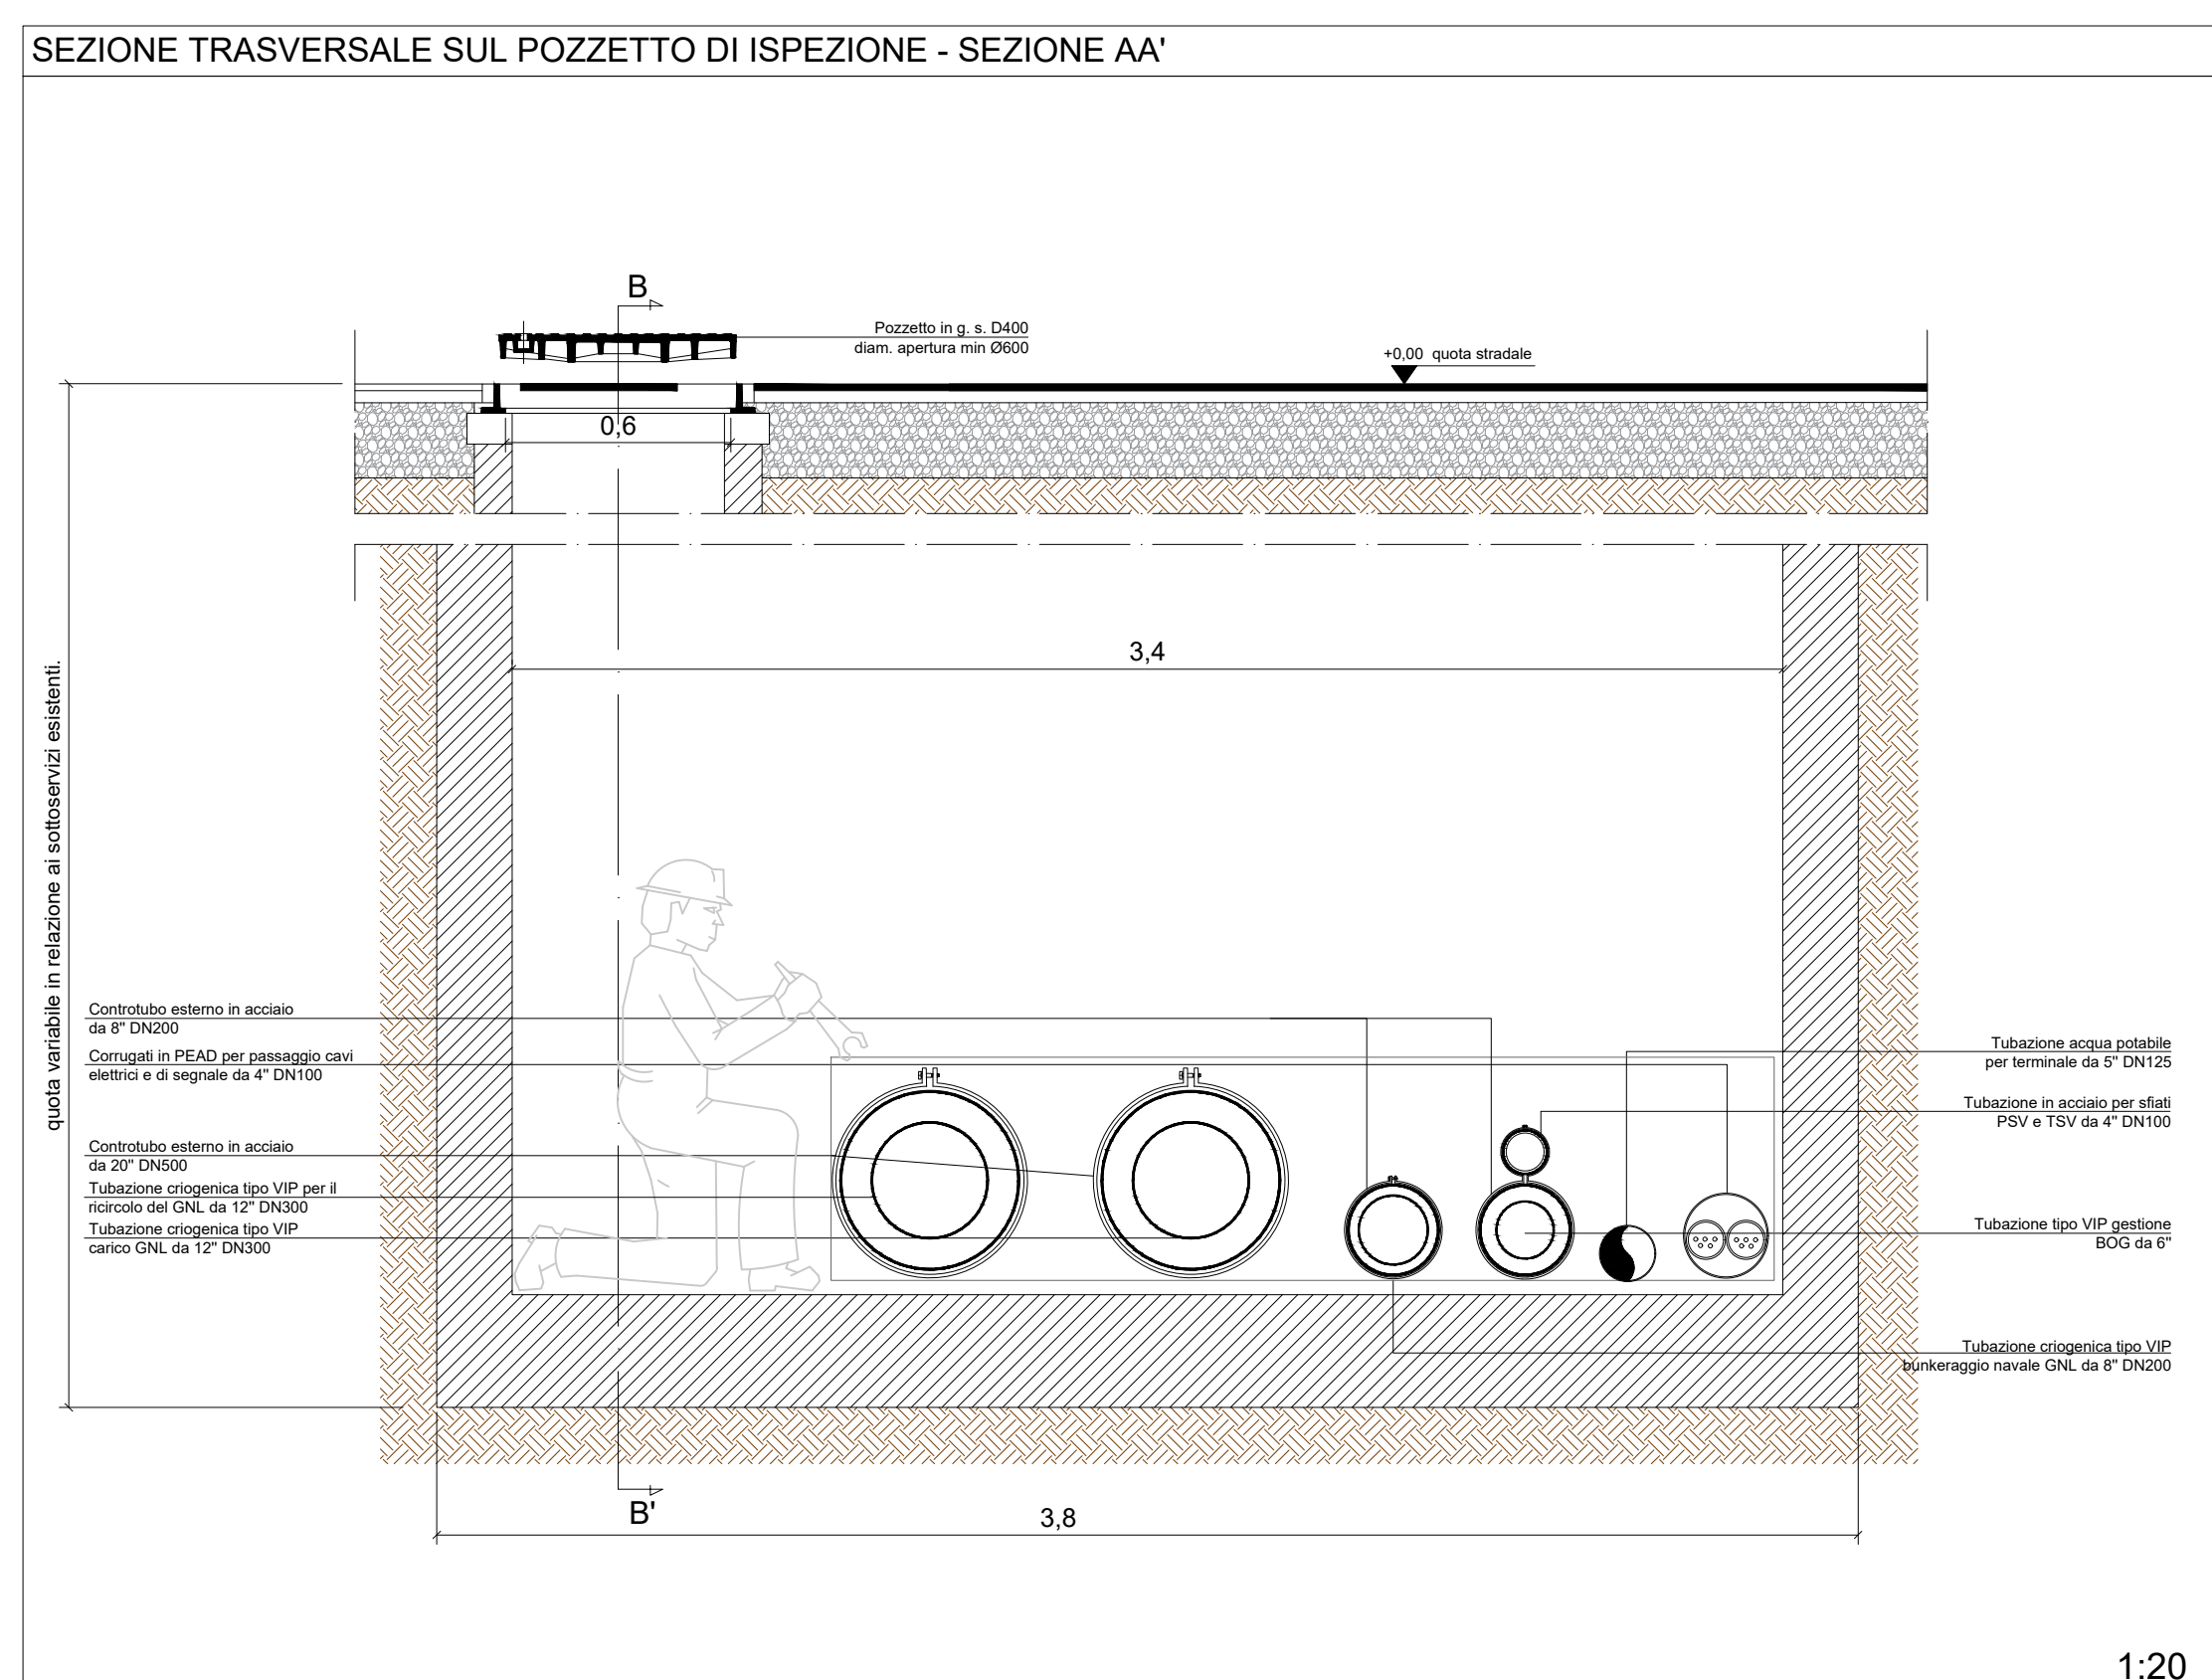 SEZIONE TRASVERSALE SUL POZZETTO DI ISPEZIONE - SEZIONE AA'
B
Pozzetto in g. s. D400
diam. apertura min Ø600
+0,00 quota stradale
0,6
3,4
quota variabile in relazione ai sottoservizi esistenti.
Controtubo esterno in acciaio
da 8" DN200
Corrugati in PEAD per passaggio cavi
elettrici e di segnale da 4" DN100
Controtubo esterno in acciaio
da 20" DN500
Tubazione criogenica tipo VIP per il
ricircolo del GNL da 12" DN300
Tubazione criogenica tipo VIP
carico GNL da 12" DN300
Tubazione acqua potabile
per terminale da 5" DN125
Tubazione in acciaio per sfiati
PSV e TSV da 4" DN100
Tubazione tipo VIP gestione
BOG da 6"
Tubazione criogenica tipo VIP
bunkeraggio navale GNL da 8" DN200
B'
3,8
1:20